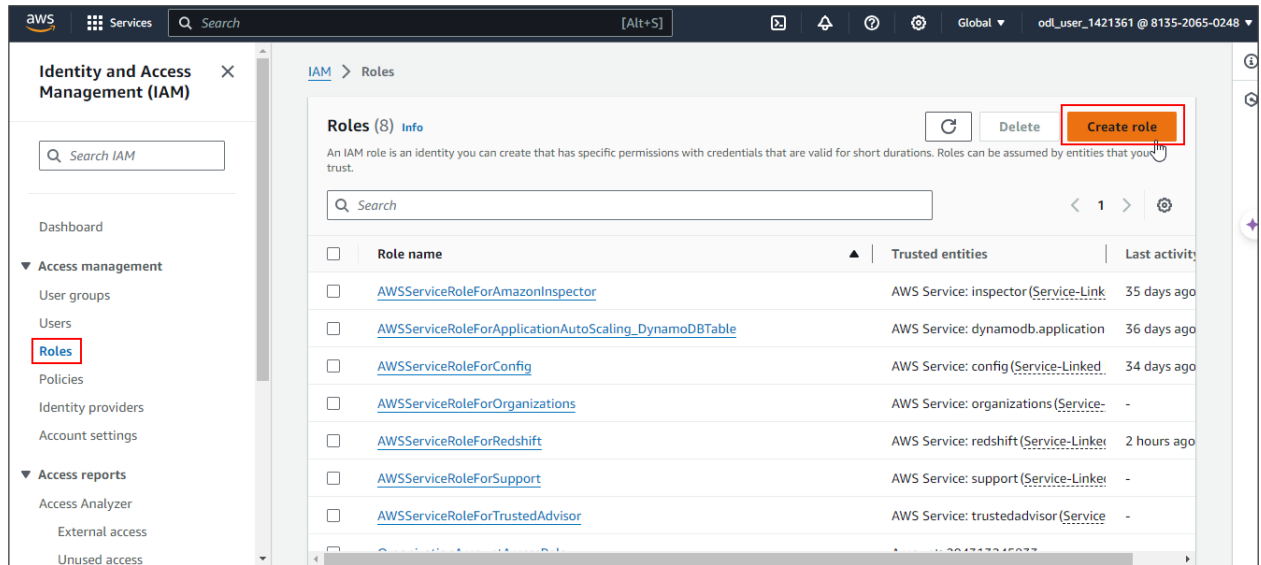 aws
Services
Search
[Alt+S]
Global
odl_user_1421361 @ 8135-2065-0248
Identity and Access
Management (IAM)
Search IAM
Dashboard
Access management
User groups
Users
Roles
Policies
Identity providers
Account settings
Access reports
Access Analyzer
External access
Unused access
IAM > Roles
Roles (8) Info
Delete
Create role
An IAM role is an identity you can create that has specific permissions with credentials that are valid for short durations. Roles can be assumed by entities that you
trust.
Search
1
Role name Trusted entities Last activity
AWSServiceRoleForAmazonInspector AWS Service: inspector (Service-Link 35 days ago
AWSServiceRoleForApplicationAutoScaling_DynamoDBTable AWS Service: dynamodb.application 36 days ago
AWSServiceRoleForConfig AWS Service: config (Service-Linked 34 days ago
AWSServiceRoleForOrganizations AWS Service: organizations (Service- -
AWSServiceRoleForRedshift AWS Service: redshift (Service-Linked 2 hours ago
AWSServiceRoleForSupport AWS Service: support (Service-Linked -
AWSServiceRoleForTrustedAdvisor AWS Service: trustedadvisor (Service -